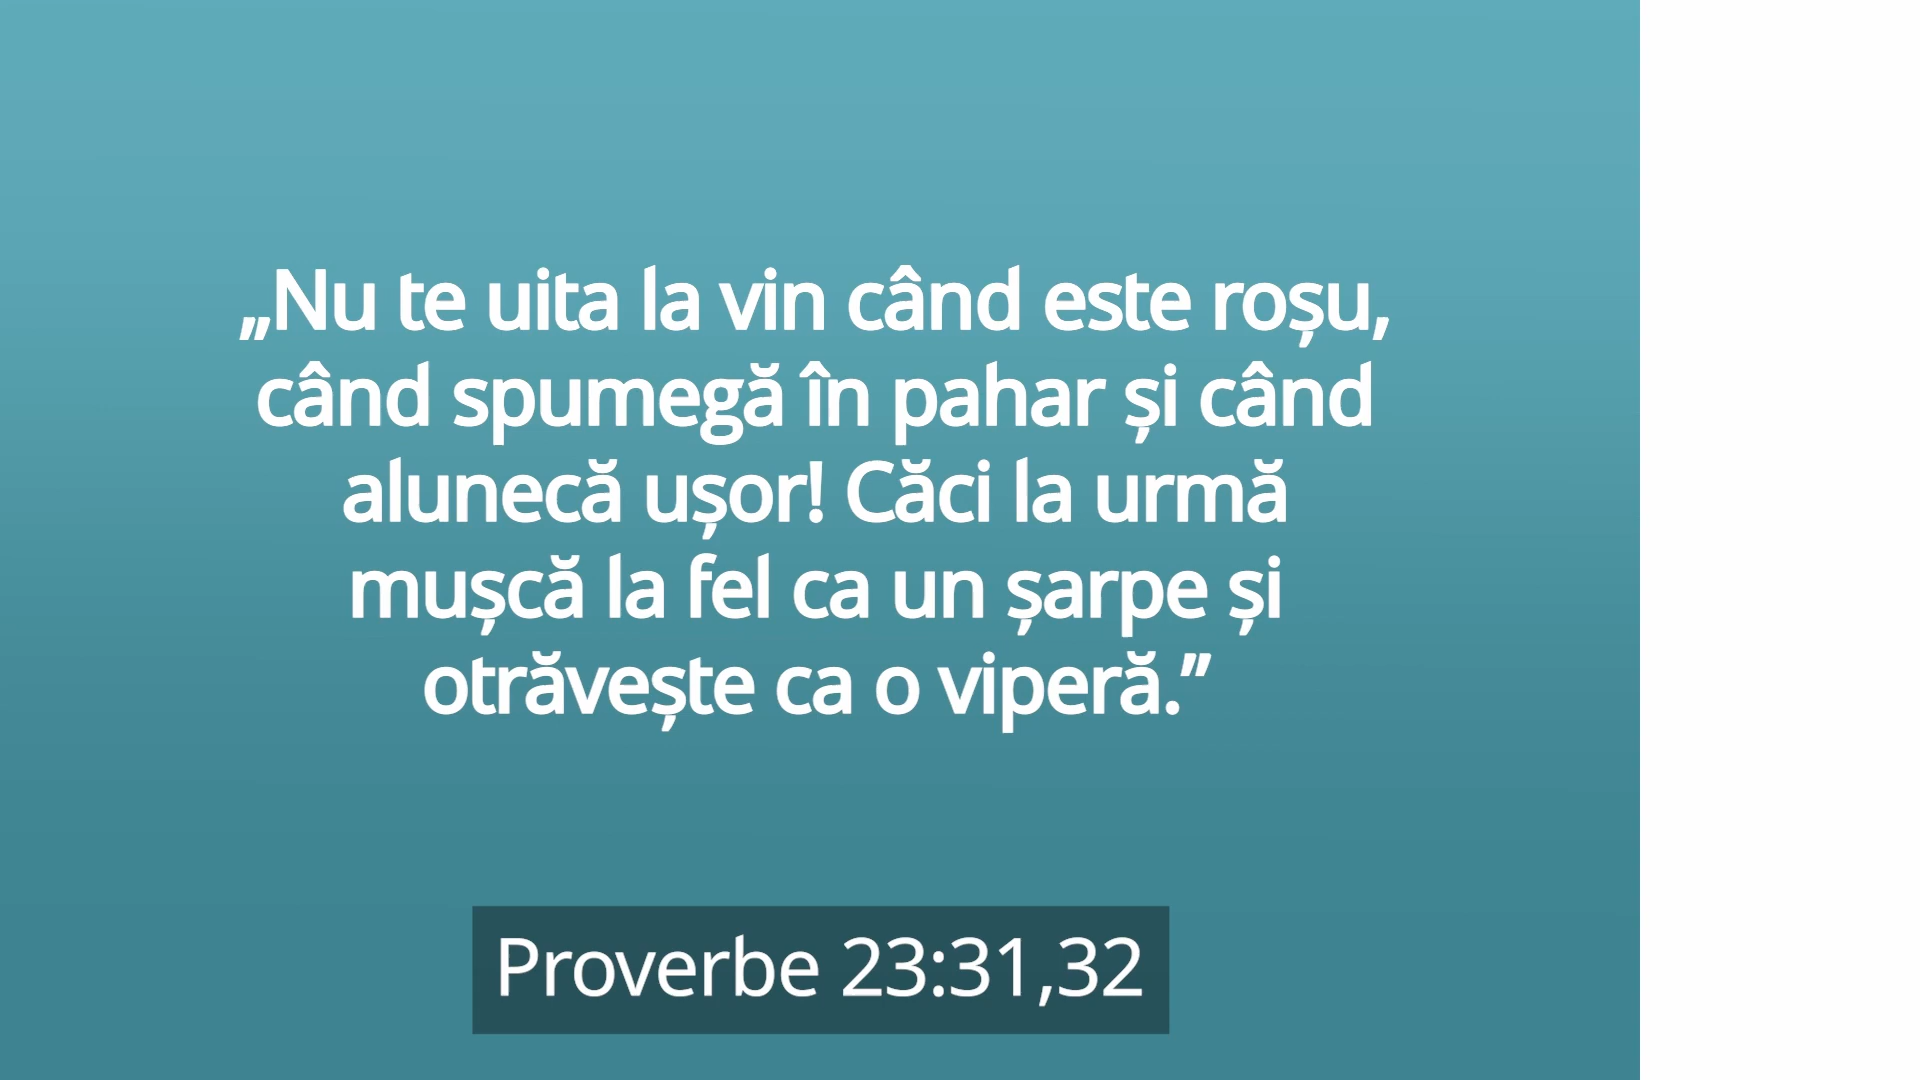 „Nu te uita la vin când este roșu,
când spumegă în pahar și când
alunecă ușor! Căci la urmă
mușcă la fel ca un șarpe și
otrăvește ca o viperă.”
Proverbe 23:31,32